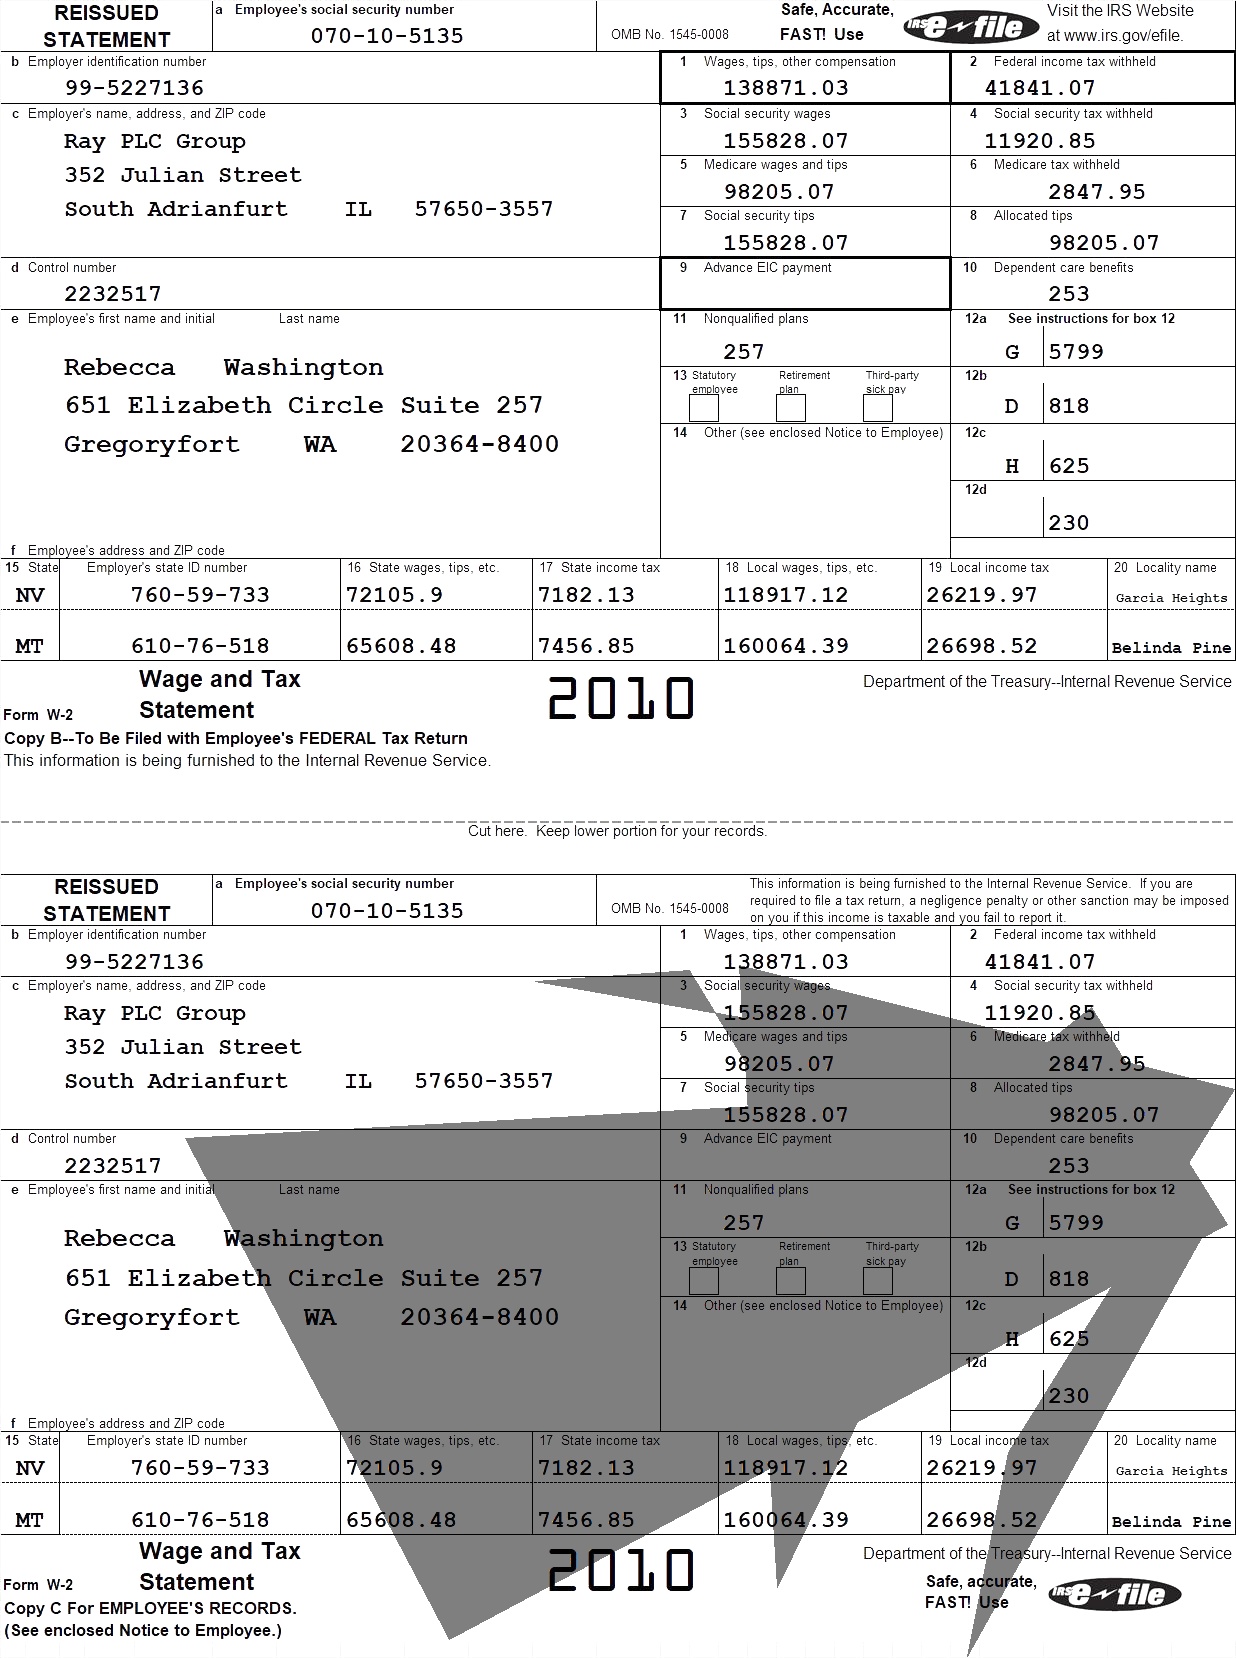 REISSUED STATEMENT a Employee's social security number 070-10-5135 OMB No. 1545-0008 Safe, Accurate, FAST! Use IRS e-file Visit the IRS Website at www.irs.gov/efile.
b Employer identification number 99-5227136
1 Wages, tips, other compensation 138871.03
2 Federal income tax withheld 41841.07
c Employer's name, address, and ZIP code
Ray PLC Group
352 Julian Street
South Adrianfurt IL 57650-3557
3 Social security wages 155828.07
4 Social security tax withheld 11920.85
5 Medicare wages and tips 98205.07
6 Medicare tax withheld 2847.95
7 Social security tips 155828.07
8 Allocated tips 98205.07
d Control number 2232517
9 Advance EIC payment
10 Dependent care benefits 253
e Employee's first name and initial Last name
Rebecca Washington
651 Elizabeth Circle Suite 257
Gregoryfort WA 20364-8400
11 Nonqualified plans 257
12a See instructions for box 12 G 5799
13 Statutory employee Retirement plan Third-party sick pay
12b D 818
14 Other (see enclosed Notice to Employee)
12c H 625
12d 230
f Employee's address and ZIP code
15 State Employer's state ID number 16 State wages, tips, etc. 17 State income tax 18 Local wages, tips, etc. 19 Local income tax 20 Locality name
NV 760-59-733 72105.9 7182.13 118917.12 26219.97 Garcia Heights
MT 610-76-518 65608.48 7456.85 160064.39 26698.52 Belinda Pine
Form W-2 Wage and Tax Statement 2010 Department of the Treasury--Internal Revenue Service
Copy B--To Be Filed with Employee's FEDERAL Tax Return
This information is being furnished to the Internal Revenue Service.
Cut here. Keep lower portion for your records.
REISSUED STATEMENT a Employee's social security number 070-10-5135 OMB No. 1545-0008
This information is being furnished to the Internal Revenue Service. If you are
required to file a tax return, a negligence penalty or other sanction may be imposed
on you if this income is taxable and you fail to report it.
b Employer identification number 99-5227136
1 Wages, tips, other compensation 138871.03
2 Federal income tax withheld 41841.07
c Employer's name, address, and ZIP code
Ray PLC Group
352 Julian Street
South Adrianfurt IL 57650-3557
3 Social security wages 155828.07
4 Social security tax withheld 11920.85
5 Medicare wages and tips 98205.07
6 Medicare tax withheld 2847.95
7 Social security tips 155828.07
8 Allocated tips 98205.07
d Control number 2232517
9 Advance EIC payment
10 Dependent care benefits 253
e Employee's first name and initial Last name
Rebecca Washington
651 Elizabeth Circle Suite 257
Gregoryfort WA 20364-8400
11 Nonqualified plans 257
12a See instructions for box 12 G 5799
13 Statutory employee Retirement plan Third-party sick pay
12b D 818
14 Other (see enclosed Notice to Employee)
12c H 625
12d 230
f Employee's address and ZIP code
15 State Employer's state ID number 16 State wages, tips, etc. 17 State income tax 18 Local wages, tips, etc. 19 Local income tax 20 Locality name
NV 760-59-733 72105.9 7182.13 118917.12 26219.97 Garcia Heights
MT 610-76-518 65608.48 7456.85 160064.39 26698.52 Belinda Pine
Form W-2 Wage and Tax Statement 2010 Department of the Treasury--Internal Revenue Service
Copy C For EMPLOYEE'S RECORDS.
(See enclosed Notice to Employee.)
Safe, accurate, FAST! Use IRS e-file